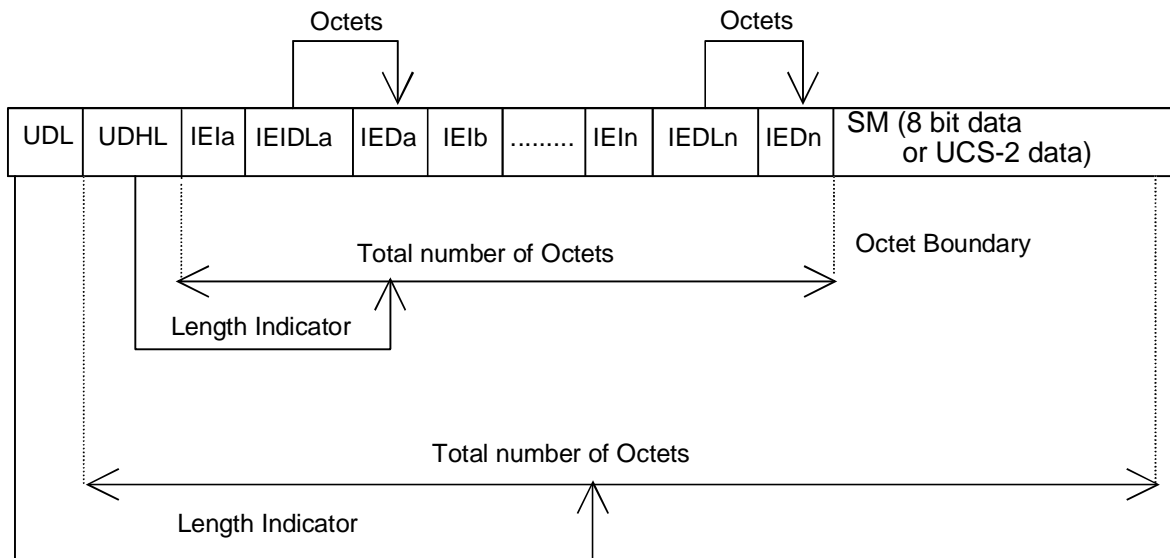 Octets
Octets
UDL UDHL IEIa IEIDLa IEDa IEIb ......... IEIn IEDLn IEDn SM (8 bit data
or UCS-2 data)
Total number of Octets
Octet Boundary
Length Indicator
Total number of Octets
Length Indicator